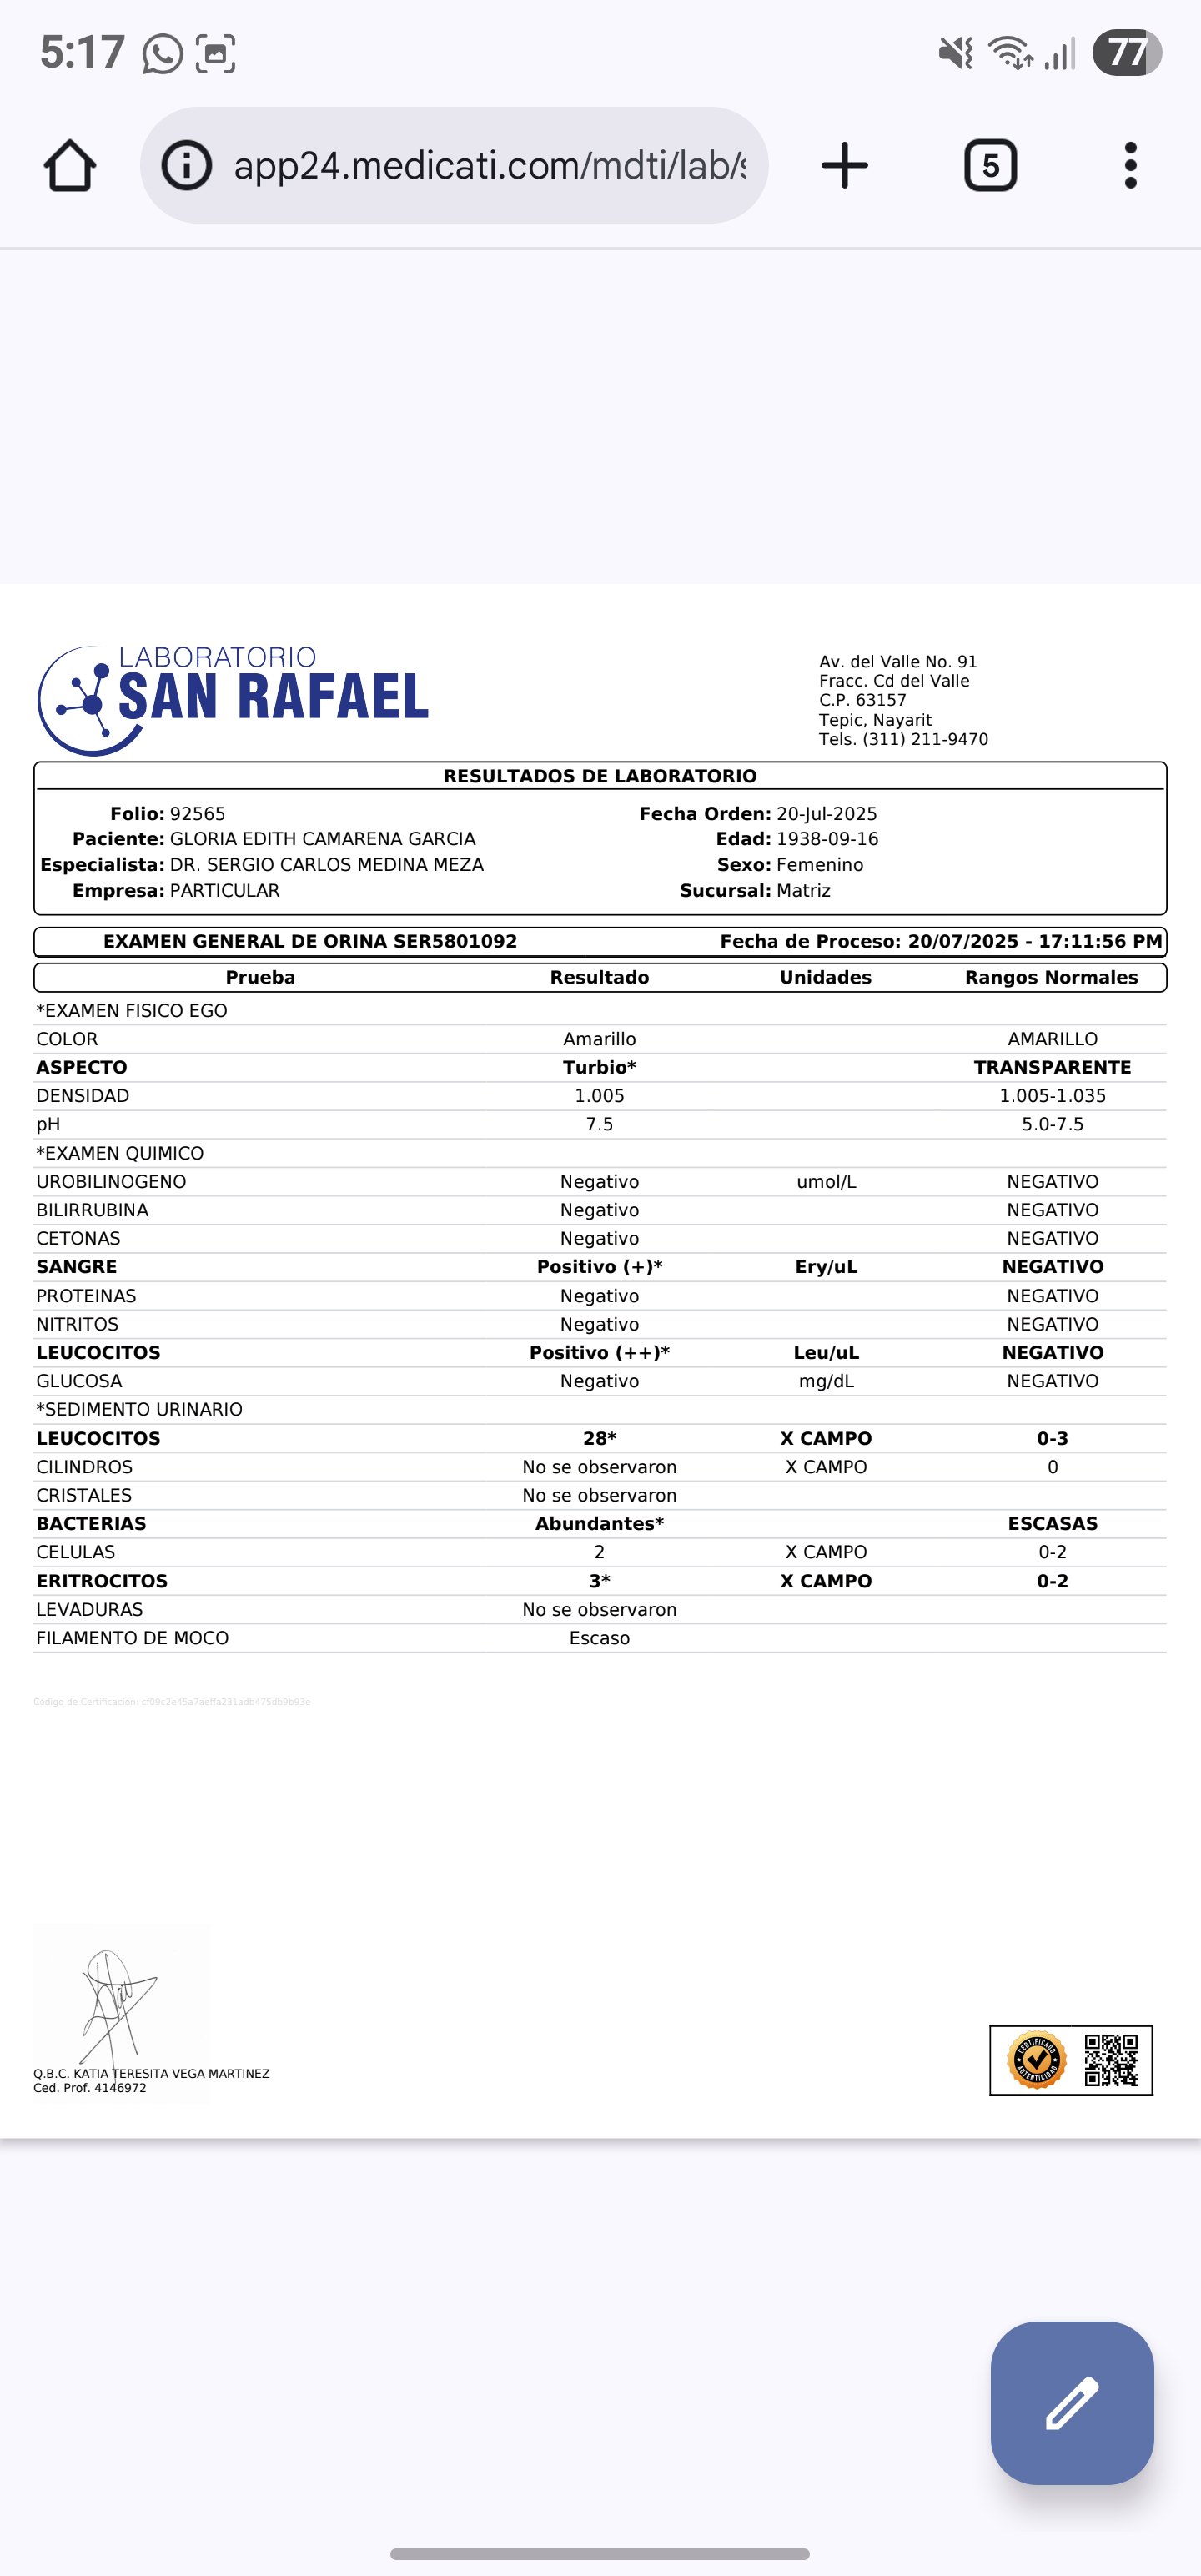 5:17 77
app24.medicati.com/mdti/lab/s
5
LABORATORIO
SAN RAFAEL
Av. del Valle No. 91
Fracc. Cd del Valle
C.P. 63157
Tepic, Nayarit
Tels. (311) 211-9470
RESULTADOS DE LABORATORIO
Folio: 92565 Fecha Orden: 20-Jul-2025
Paciente: GLORIA EDITH CAMARENA GARCIA Edad: 1938-09-16
Especialista: DR. SERGIO CARLOS MEDINA MEZA Sexo: Femenino
Empresa: PARTICULAR Sucursal: Matriz
EXAMEN GENERAL DE ORINA SER5801092 Fecha de Proceso: 20/07/2025 - 17:11:56 PM
Prueba Resultado Unidades Rangos Normales
*EXAMEN FISICO EGO
COLOR Amarillo AMARILLO
ASPECTO Turbio* TRANSPARENTE
DENSIDAD 1.005 1.005-1.035
pH 7.5 5.0-7.5
*EXAMEN QUIMICO
UROBILINOGENO Negativo umol/L NEGATIVO
BILIRRUBINA Negativo NEGATIVO
CETONAS Negativo NEGATIVO
SANGRE Positivo (+)* Ery/uL NEGATIVO
PROTEINAS Negativo NEGATIVO
NITRITOS Negativo NEGATIVO
LEUCOCITOS Positivo (++)* Leu/uL NEGATIVO
GLUCOSA Negativo mg/dL NEGATIVO
*SEDIMENTO URINARIO
LEUCOCITOS 28* X CAMPO 0-3
CILINDROS No se observaron X CAMPO 0
CRISTALES No se observaron
BACTERIAS Abundantes* ESCASAS
CELULAS 2 X CAMPO 0-2
ERITROCITOS 3* X CAMPO 0-2
LEVADURAS No se observaron
FILAMENTO DE MOCO Escaso
Código de Certificación: cf09c2e45a7aeffa231adb475db9b93e
Q.B.C. KATIA TERESITA VEGA MARTINEZ
Ced. Prof. 4146972
CERTIFICADO
AUTENTICIDAD